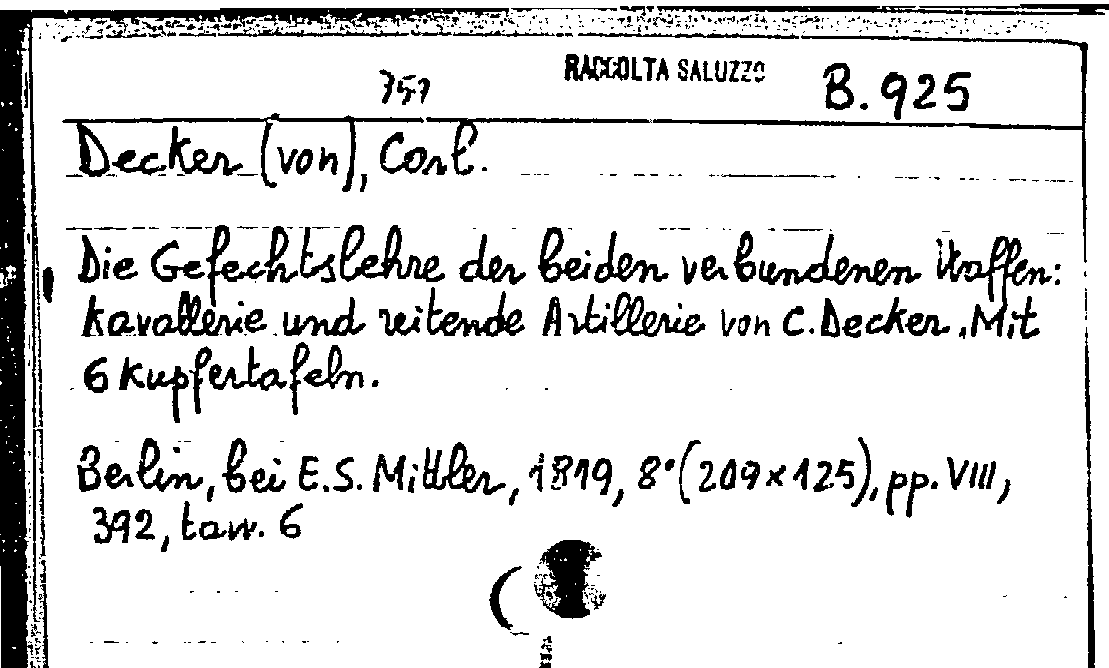 757 RACCOLTA SALUZZO B. 925
Decker (von), Carl.
Die Gefechtslehre der beiden verbundenen Waffen:
Kavallerie und reitende Artillerie von C. Decker. Mit
6 Kupfertafeln.
Berlin, bei E.S. Mittler, 1819, 8° (209 x 125), pp. VIII,
392, tavv. 6